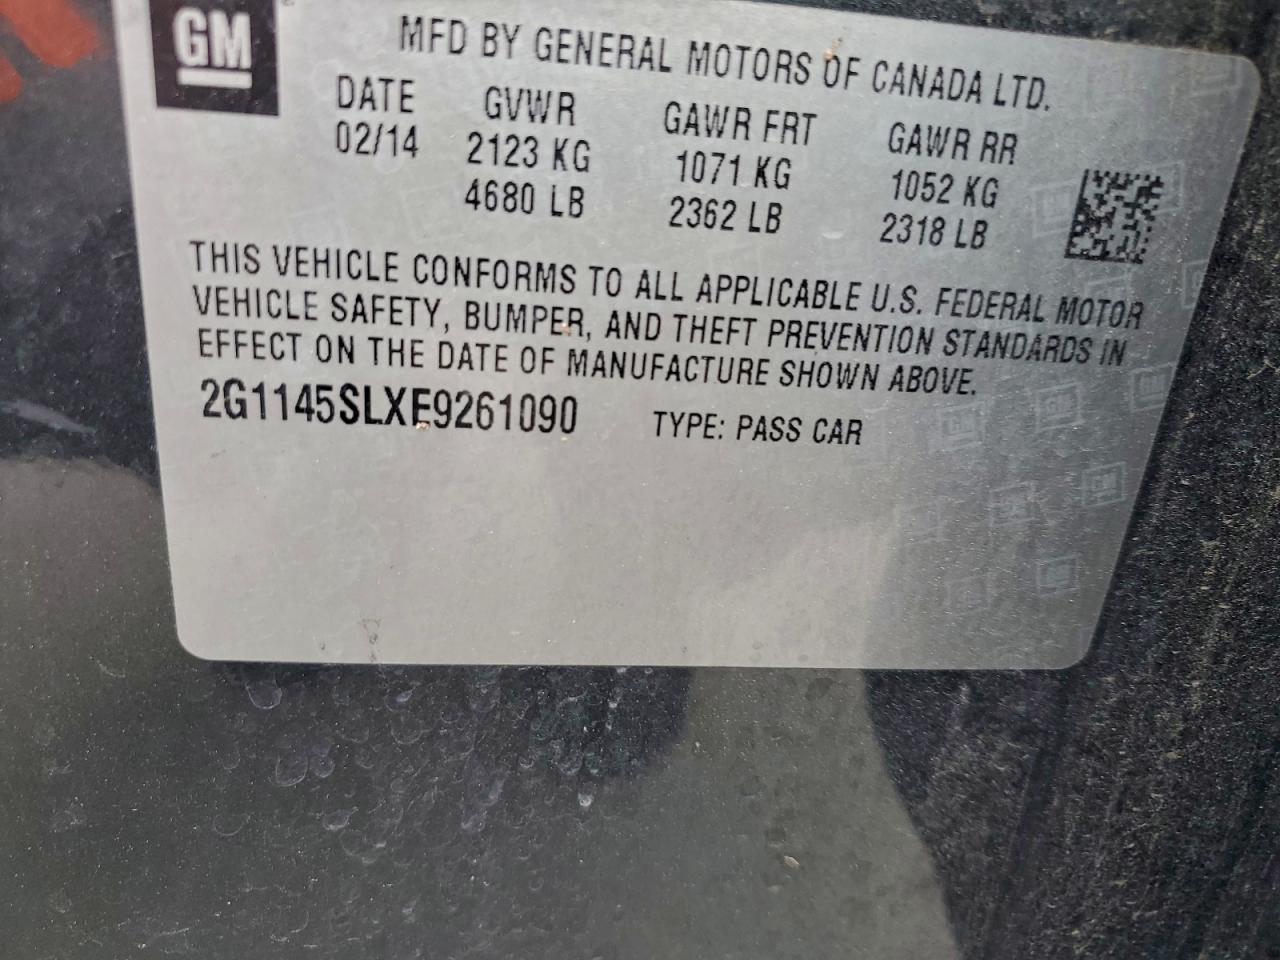 GM
MFD BY GENERAL MOTORS OF CANADA LTD.
DATE GVWR GAWR FRT GAWR RR
02/14 2123 KG 1071 KG 1052 KG
4680 LB 2362 LB 2318 LB
THIS VEHICLE CONFORMS TO ALL APPLICABLE U.S. FEDERAL MOTOR
VEHICLE SAFETY, BUMPER, AND THEFT PREVENTION STANDARDS IN
EFFECT ON THE DATE OF MANUFACTURE SHOWN ABOVE.
2G1145SLXE9261090 TYPE: PASS CAR